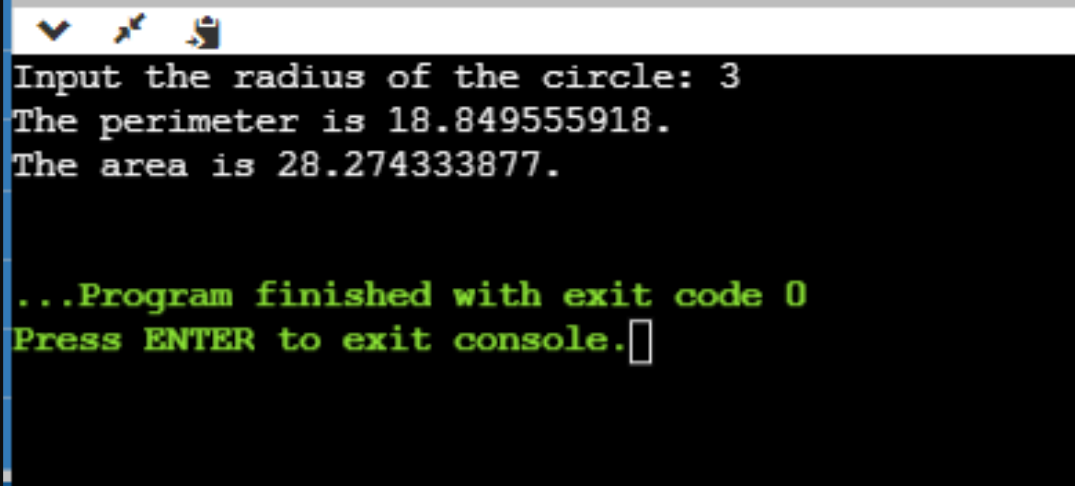 Input the radius of the circle: 3
The perimeter is 18.849555918.
The area is 28.274333877.
...Program finished with exit code 0
Press ENTER to exit console.